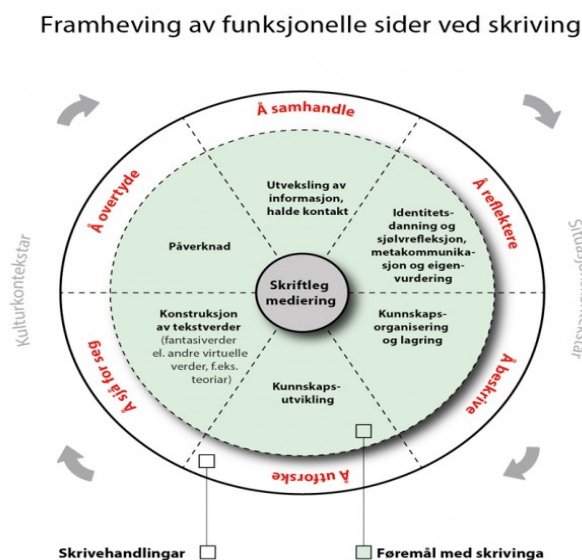 Framheving av funksjonelle sider ved skriving
Å samhandle
Å overtyde
Å reflektere
Utveksling av
informasjon,
halde kontakt
Identitets-
danning og
sjølvrefleksjon,
metakommunika-
sjon og eigen-
vurdering
Påverknad
Kulturkontekstar
Skriftleg
mediering
Konstruksjon
av tekstverder
(fantasiverder
el. andre virtuelle
verder, f.eks.
teoriar)
Kunnskaps-
organisering
og lagring
Kunnskaps-
utvikling
Å sjå for seg
Å beskrive
Å utforske
Skrivehandlingar
Føremål med skrivinga